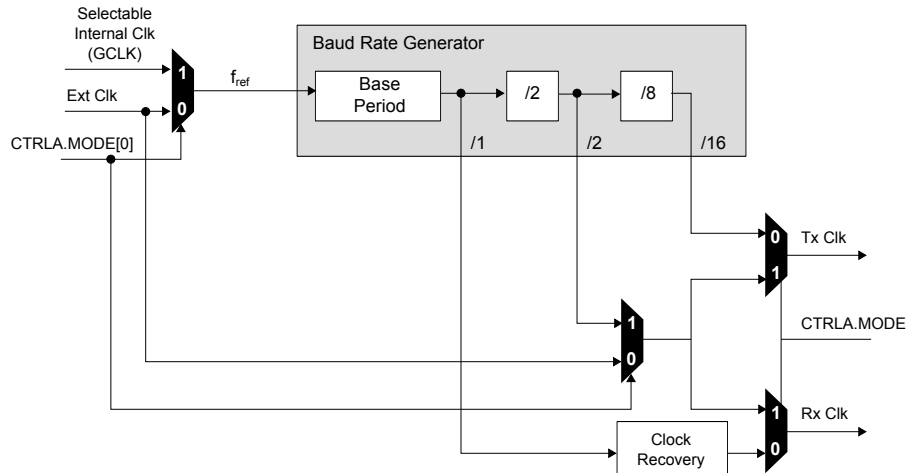 Selectable
Internal Clk
(GCLK)
Baud Rate Generator
1
f_ref
Base
Period
/2
/8
Ext Clk
0
CTRLA.MODE[0]
/1
/2
/16
0
Tx Clk
1
1
CTRLA.MODE
0
1
Rx Clk
Clock
Recovery
0